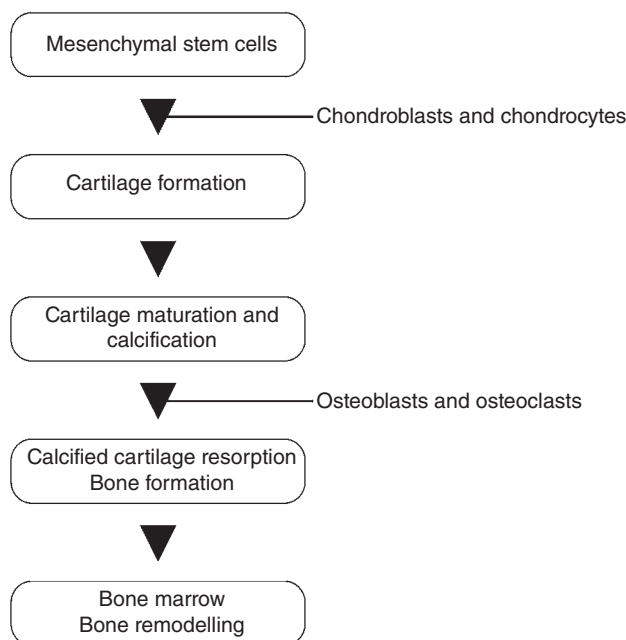 Mesenchymal stem cells
Chondroblasts and chondrocytes
Cartilage formation
Cartilage maturation and
calcification
Osteoblasts and osteoclasts
Calcified cartilage resorption
Bone formation
Bone marrow
Bone remodelling